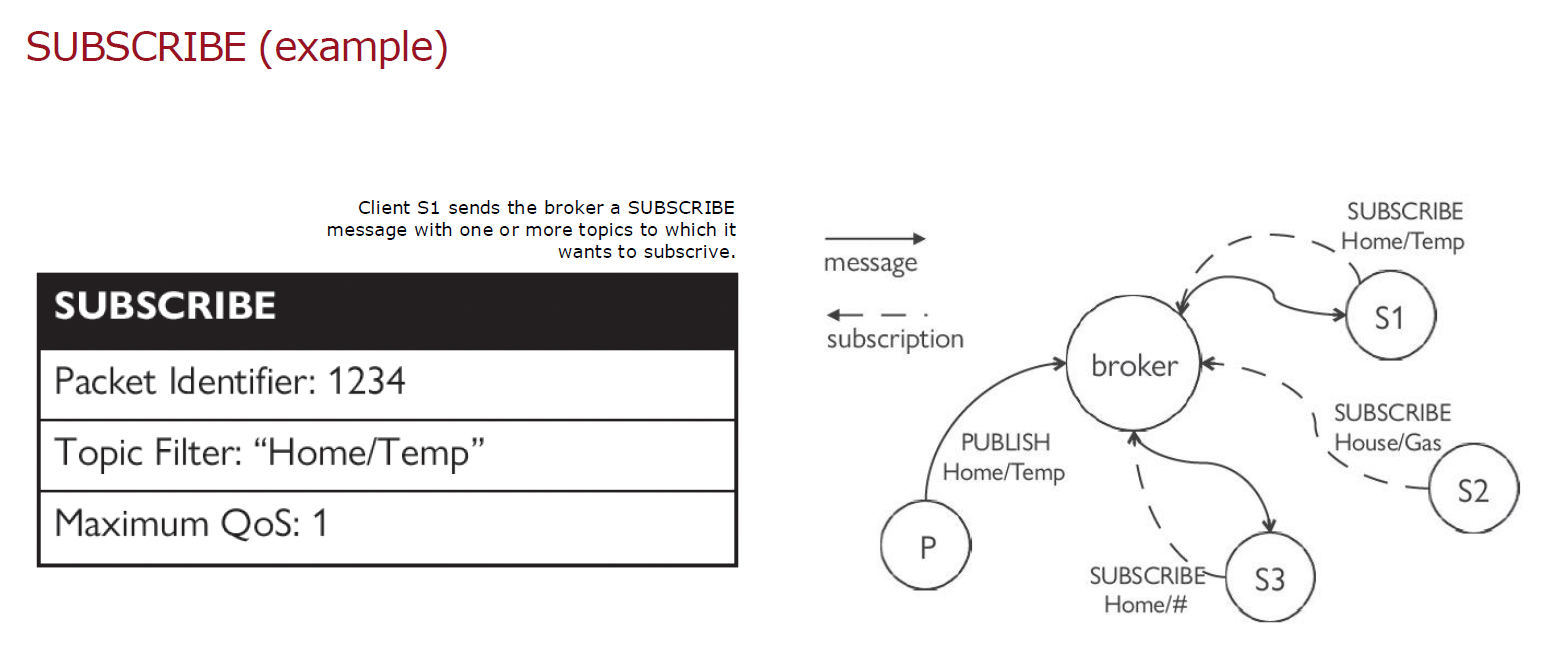 SUBSCRIBE (example)
Client S1 sends the broker a SUBSCRIBE
message with one or more topics to which it
wants to subscrive.
SUBSCRIBE
Packet Identifier: 1234
Topic Filter: “Home/Temp”
Maximum QoS: 1
message
subscription
SUBSCRIBE
Home/Temp
S1
broker
SUBSCRIBE
House/Gas
S2
PUBLISH
Home/Temp
P
SUBSCRIBE
Home/#
S3